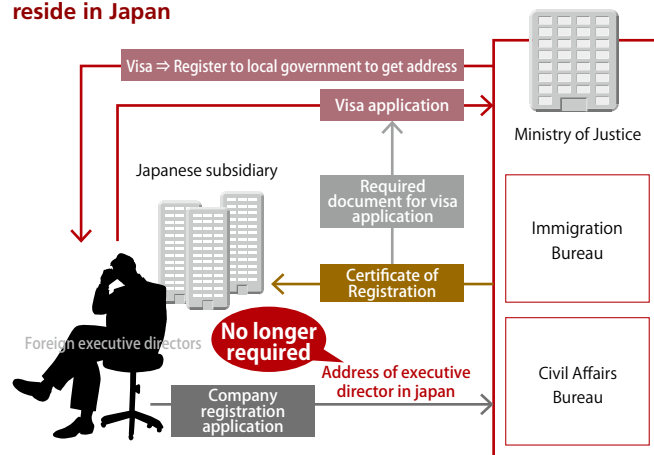 reside in Japan
Visa ⇒ Register to local government to get address
Visa application
Ministry of Justice
Japanese subsidiary
Required
document for visa
application
Immigration
Bureau
Certificate of
Registration
No longer
required
Foreign executive directors
Address of executive
director in japan
Civil Affairs
Bureau
Company
registration
application